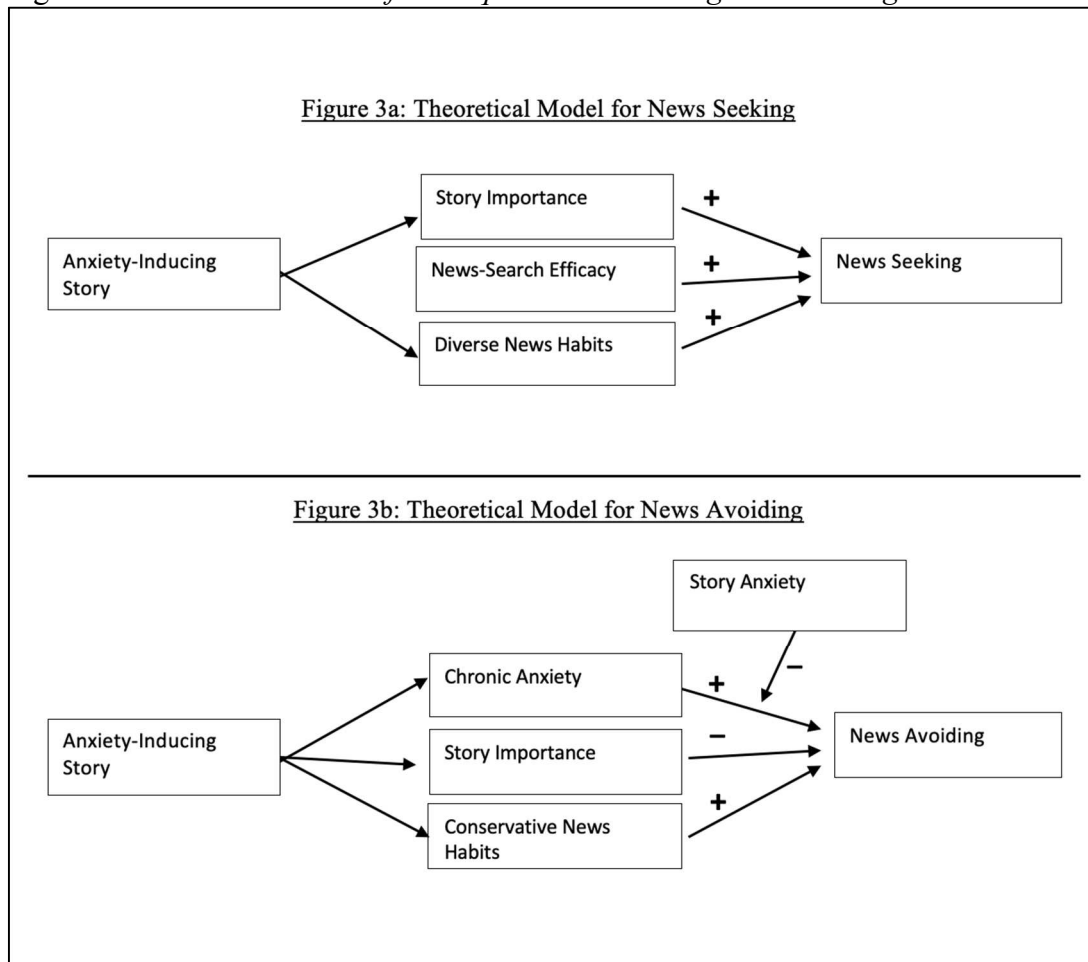 Figure 3a: Theoretical Model for News Seeking
Story Importance
+
Anxiety-Inducing
Story
News-Search Efficacy
+
News Seeking
Diverse News Habits
+
Figure 3b: Theoretical Model for News Avoiding
Story Anxiety
–
Chronic Anxiety
+
Anxiety-Inducing
Story
Story Importance
–
News Avoiding
Conservative News
Habits
+